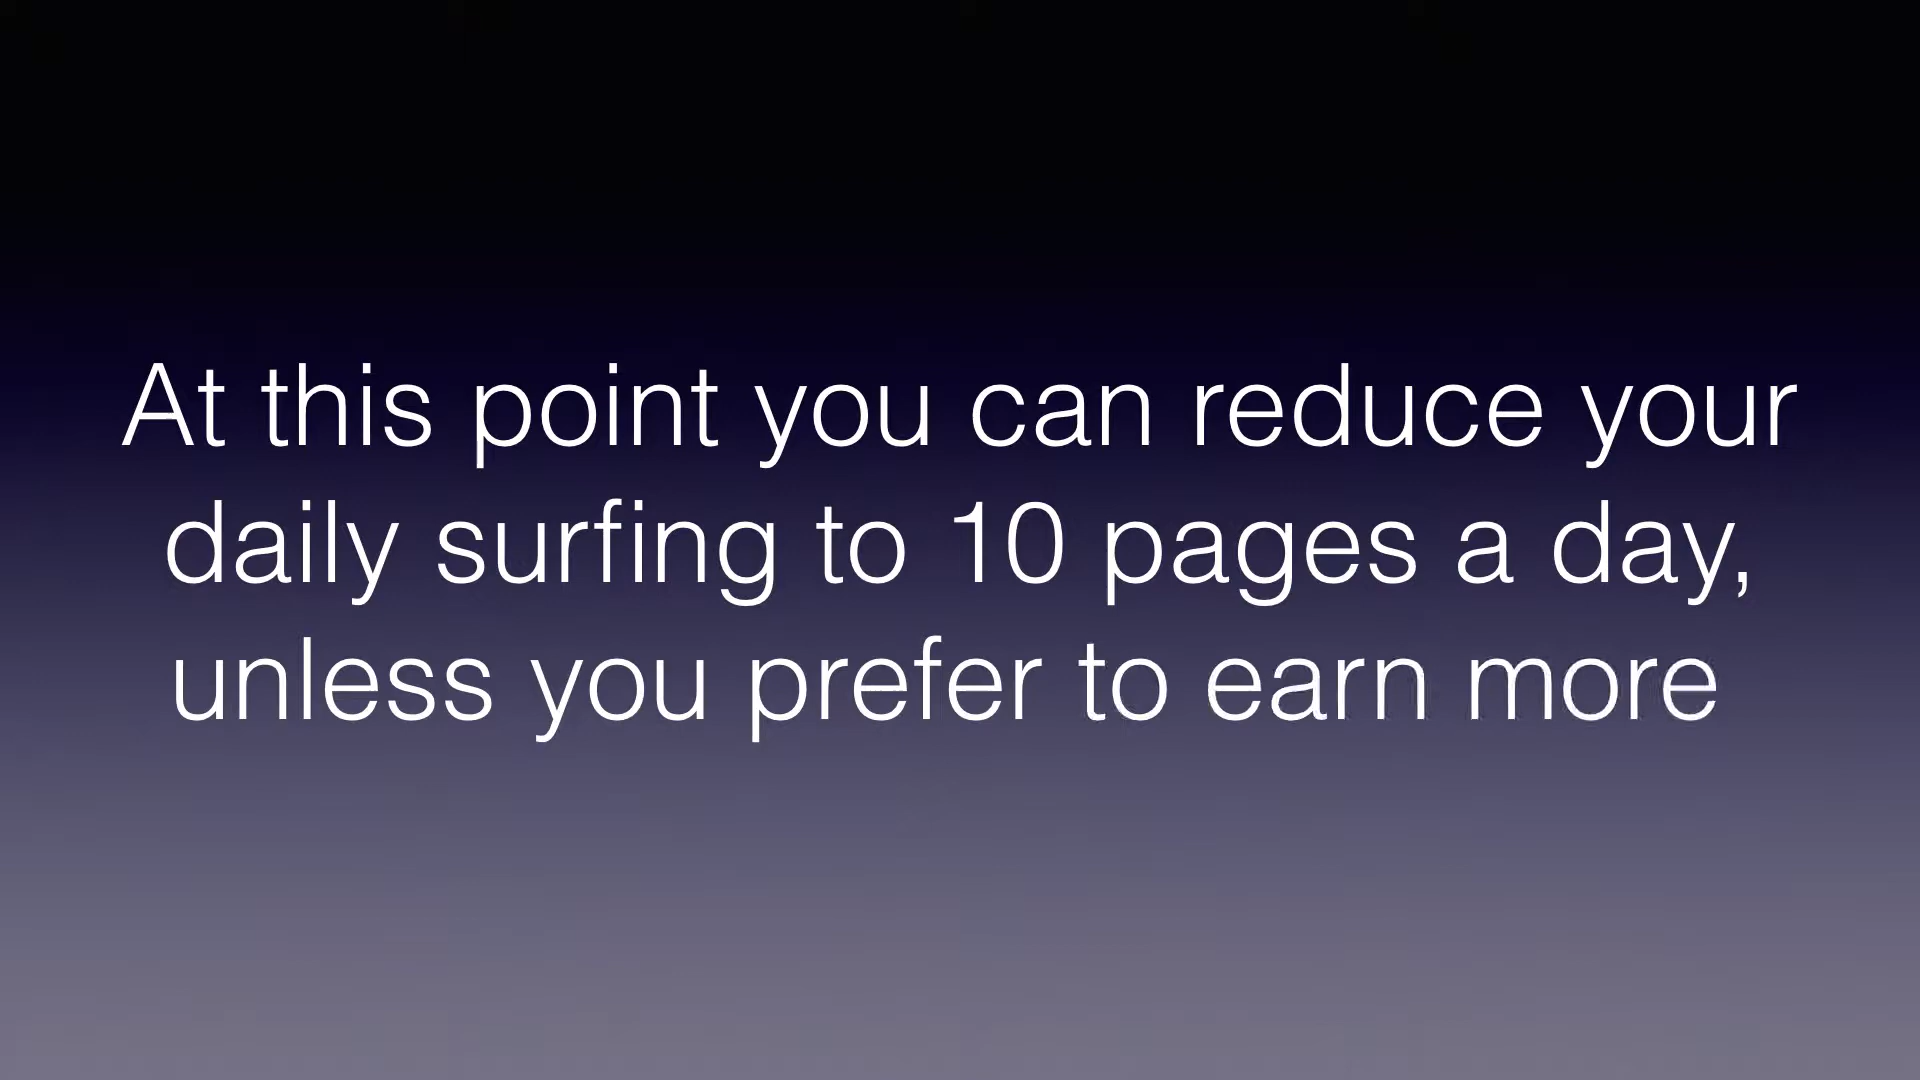 At this point you can reduce your
daily surfing to 10 pages a day,
unless you prefer to earn more